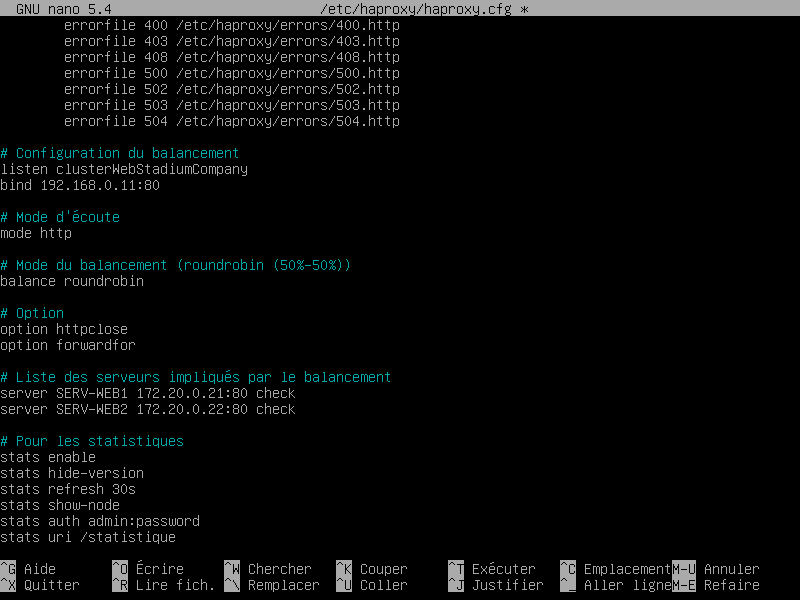 GNU nano 5.4 /etc/haproxy/haproxy.cfg *
errorfile 400 /etc/haproxy/errors/400.http
errorfile 403 /etc/haproxy/errors/403.http
errorfile 408 /etc/haproxy/errors/408.http
errorfile 500 /etc/haproxy/errors/500.http
errorfile 502 /etc/haproxy/errors/502.http
errorfile 503 /etc/haproxy/errors/503.http
errorfile 504 /etc/haproxy/errors/504.http
# Configuration du balancement
listen clusterWebStadiumCompany
bind 192.168.0.11:80
# Mode d'écoute
mode http
# Mode du balancement (roundrobin (50%-50%))
balance roundrobin
# Option
option httpclose
option forwardfor
# Liste des serveurs impliqués par le balancement
server SERV-WEB1 172.20.0.21:80 check
server SERV-WEB2 172.20.0.22:80 check
# Pour les statistiques
stats enable
stats hide-version
stats refresh 30s
stats show-node
stats auth admin:password
stats uri /statistique
^G Aide ^O Écrire ^W Chercher ^K Couper ^T Exécuter ^C Emplacement M-U Annuler
^X Quitter ^R Lire fich. ^\ Remplacer ^U Coller ^J Justifier ^_ Aller ligne M-E Refaire